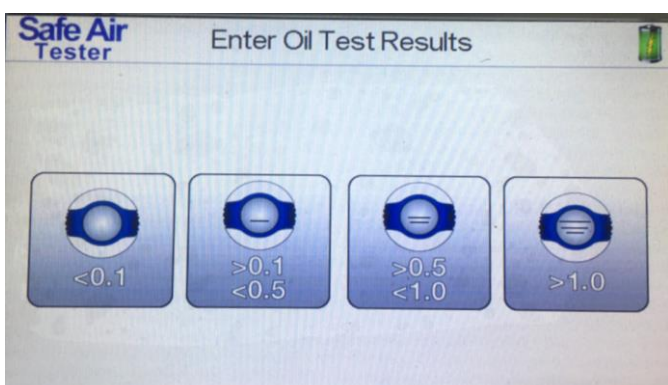 Safe Air
Tester
Enter Oil Test Results
<0.1
>0.1
<0.5
>0.5
<1.0
>1.0